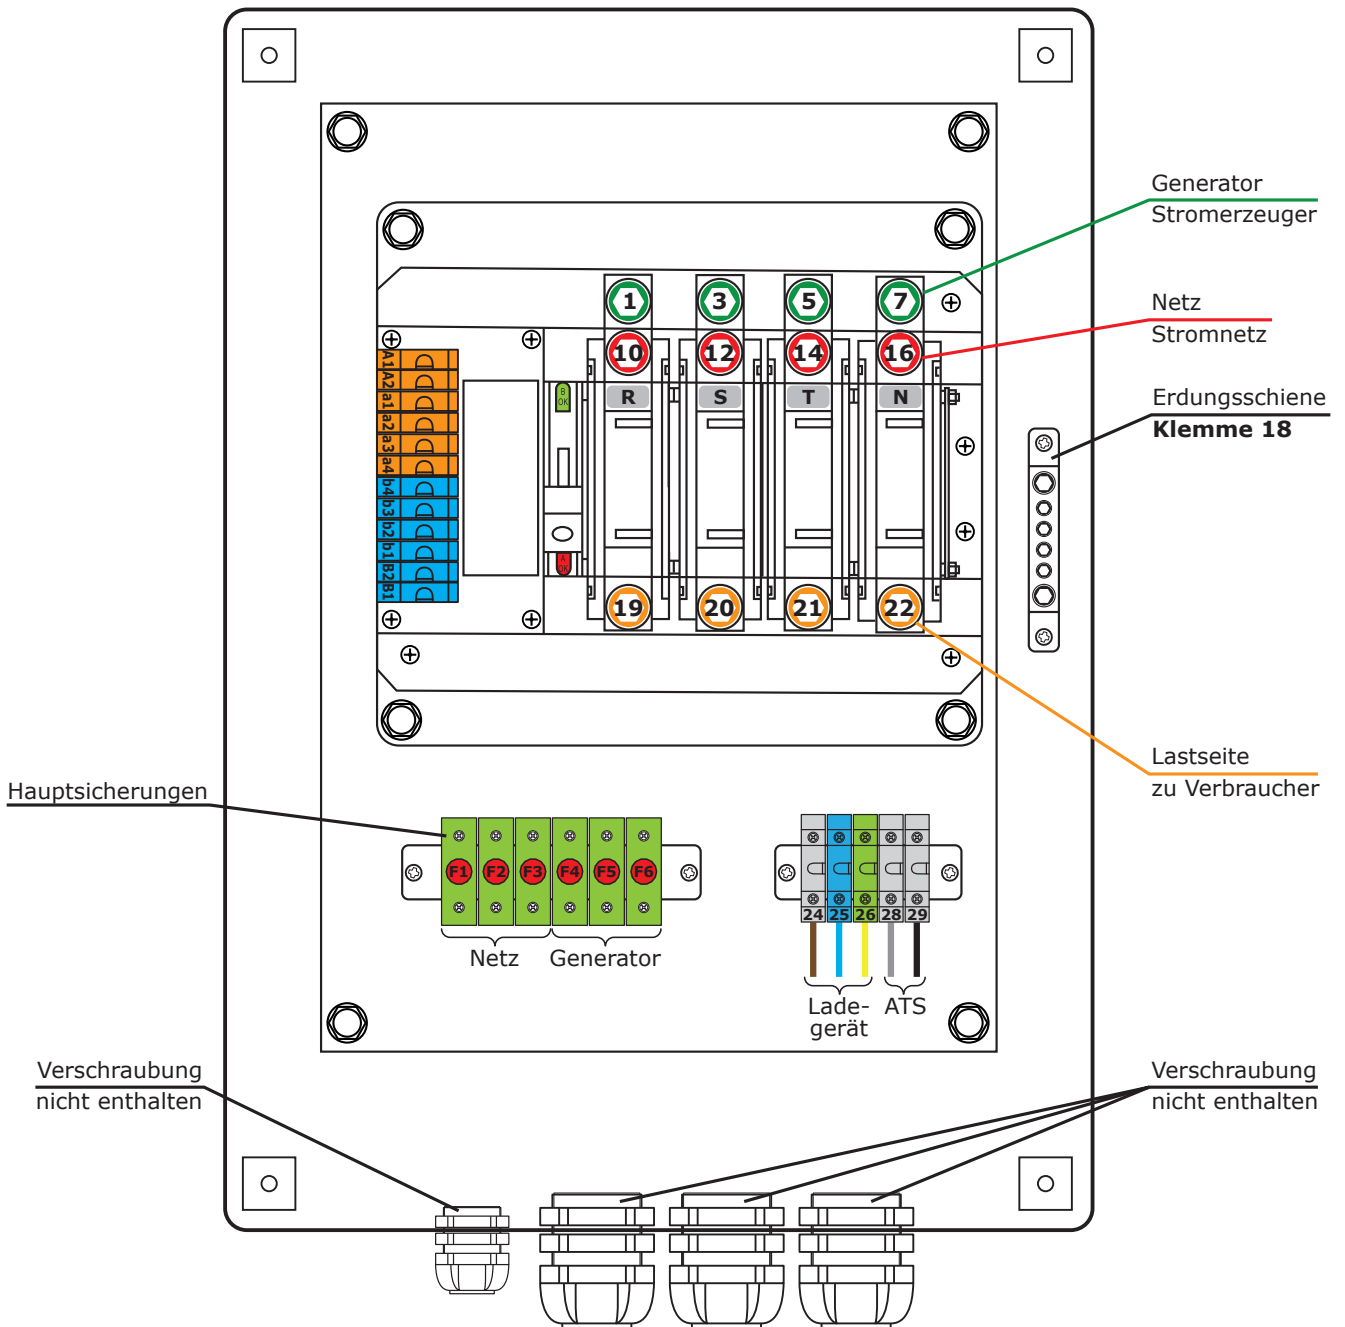 Generator
Stromerzeuger
1 3 5 7
Netz
Stromnetz
10 12 14 16
A1
A2
a1
a2
a3
a4
b4
b3
b2
b1
B2
B1
B
OK
R S T N
Erdungsschiene
Klemme 18
A
OK
19 20 21 22
Lastseite
zu Verbraucher
Hauptsicherungen
F1 F2 F3 F4 F5 F6
24 25 26 28 29
Netz Generator
Lade-
gerät
ATS
Verschraubung
nicht enthalten
Verschraubung
nicht enthalten